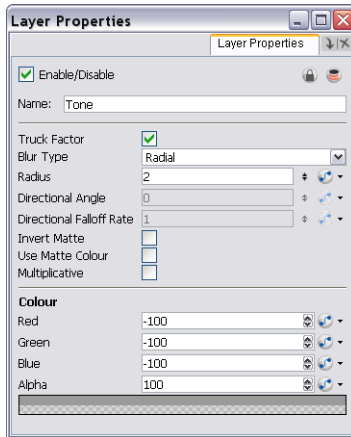 Layer Properties
Layer Properties
Enable/Disable
Name: Tone
Truck Factor
Blur Type Radial
Radius 2
Directional Angle 0
Directional Falloff Rate 1
Invert Matte
Use Matte Colour
Multiplicative
Colour
Red -100
Green -100
Blue -100
Alpha 100